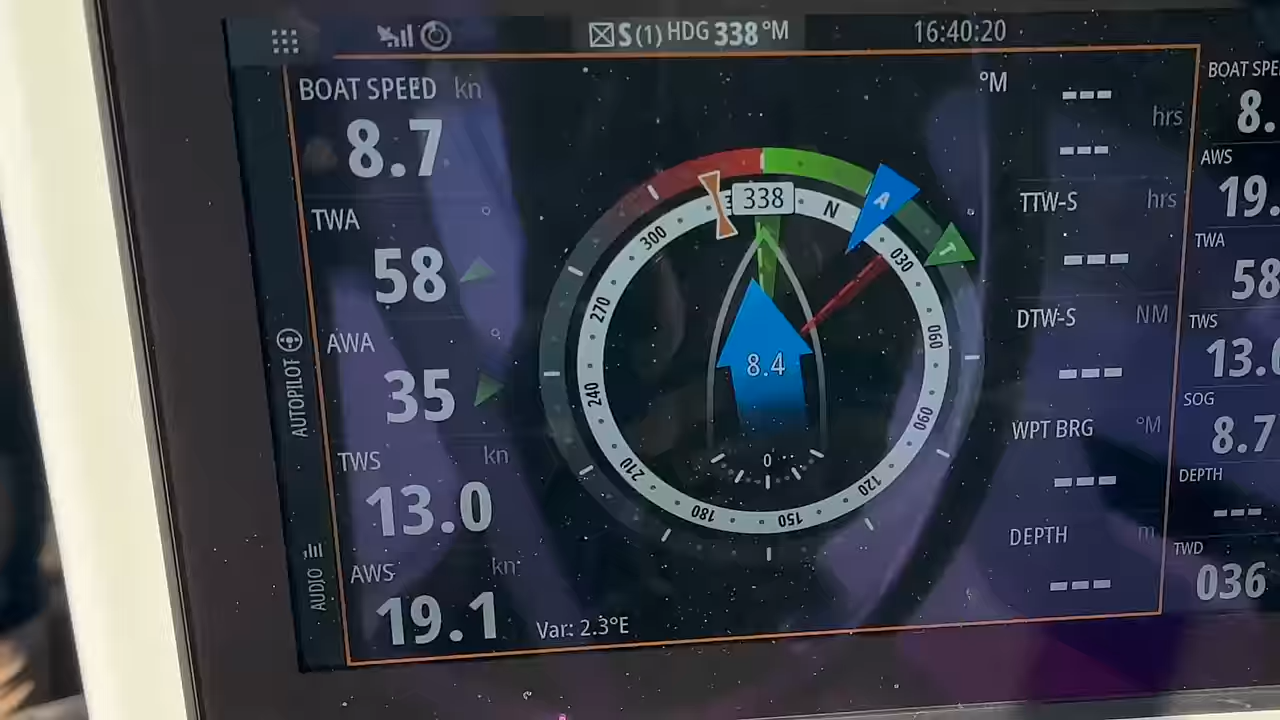 S(1) HDG 338°M
16:40:20
BOAT SPEED kn
8.7
TWA °
58
AWA °
35
TWS kn
13.0
AWS kn
19.1
AUTOPILOT
AUDIO
338
N
A
T
030
060
090
120
150
180
210
240
270
300
8.4
0
Var: 2.3°E
°M
---
hrs
---
TTW-S hrs
---
DTW-S NM
---
WPT BRG °M
---
DEPTH m
---
BOAT SPE
8.
AWS
19.
TWA
58
TWS
13.0
SOG
8.7
DEPTH
---
TWD
036